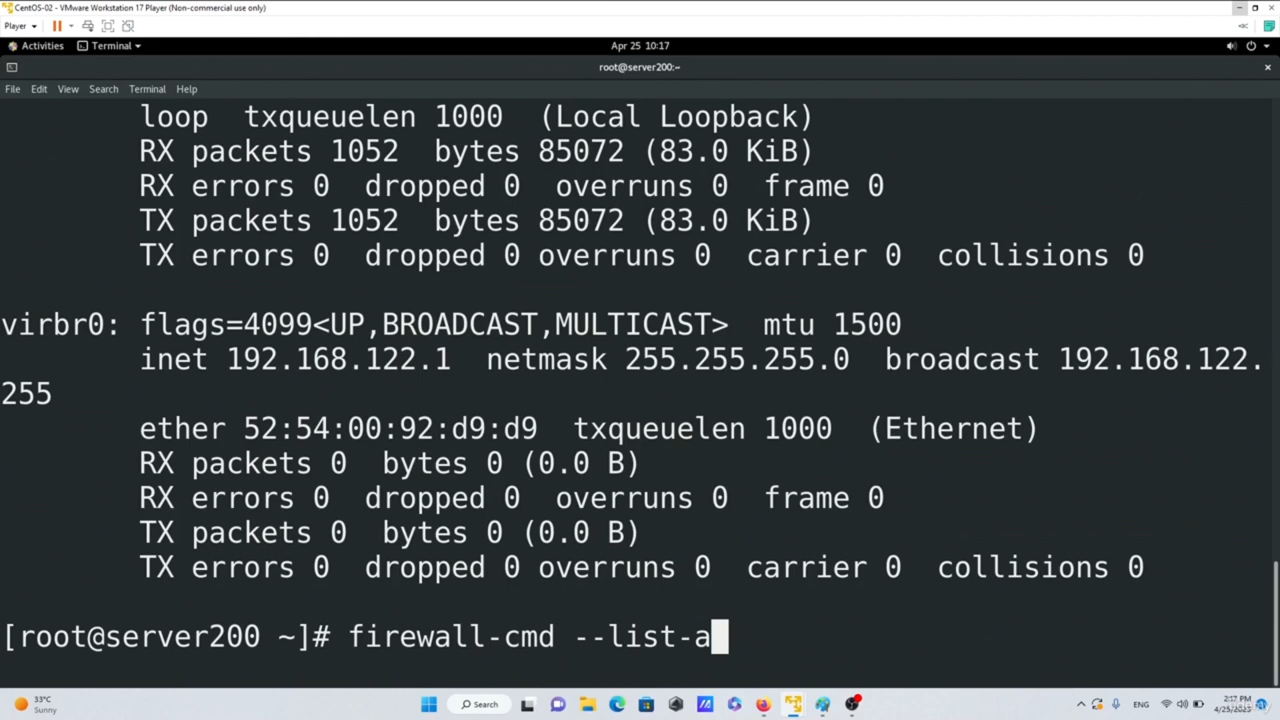 CentOS-02 - VMware Workstation 17 Player (Non-commercial use only)
Player
Activities Terminal Apr 25 10:17
root@server200:~
File Edit View Search Terminal Help
loop txqueuelen 1000 (Local Loopback)
RX packets 1052 bytes 85072 (83.0 KiB)
RX errors 0 dropped 0 overruns 0 frame 0
TX packets 1052 bytes 85072 (83.0 KiB)
TX errors 0 dropped 0 overruns 0 carrier 0 collisions 0
virbr0: flags=4099<UP,BROADCAST,MULTICAST> mtu 1500
inet 192.168.122.1 netmask 255.255.255.0 broadcast 192.168.122.
255
ether 52:54:00:92:d9:d9 txqueuelen 1000 (Ethernet)
RX packets 0 bytes 0 (0.0 B)
RX errors 0 dropped 0 overruns 0 frame 0
TX packets 0 bytes 0 (0.0 B)
TX errors 0 dropped 0 overruns 0 carrier 0 collisions 0
[root@server200 ~]# firewall-cmd --list-a
33°C
Sunny
Search
ENG
2:17 PM
4/25/2023